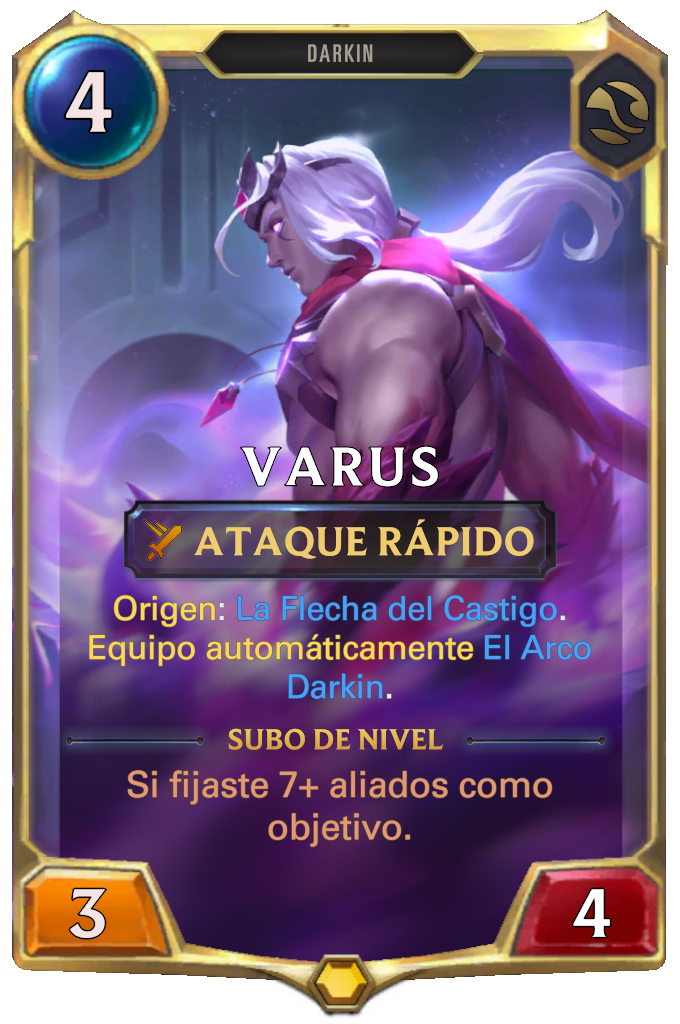 DARKIN
4
VARUS
ATAQUE RÁPIDO
Origen: La Flecha del Castigo.
Equipo automáticamente El Arco
Darkin.
SUBO DE NIVEL
Si fijaste 7+ aliados como
objetivo.
3
4